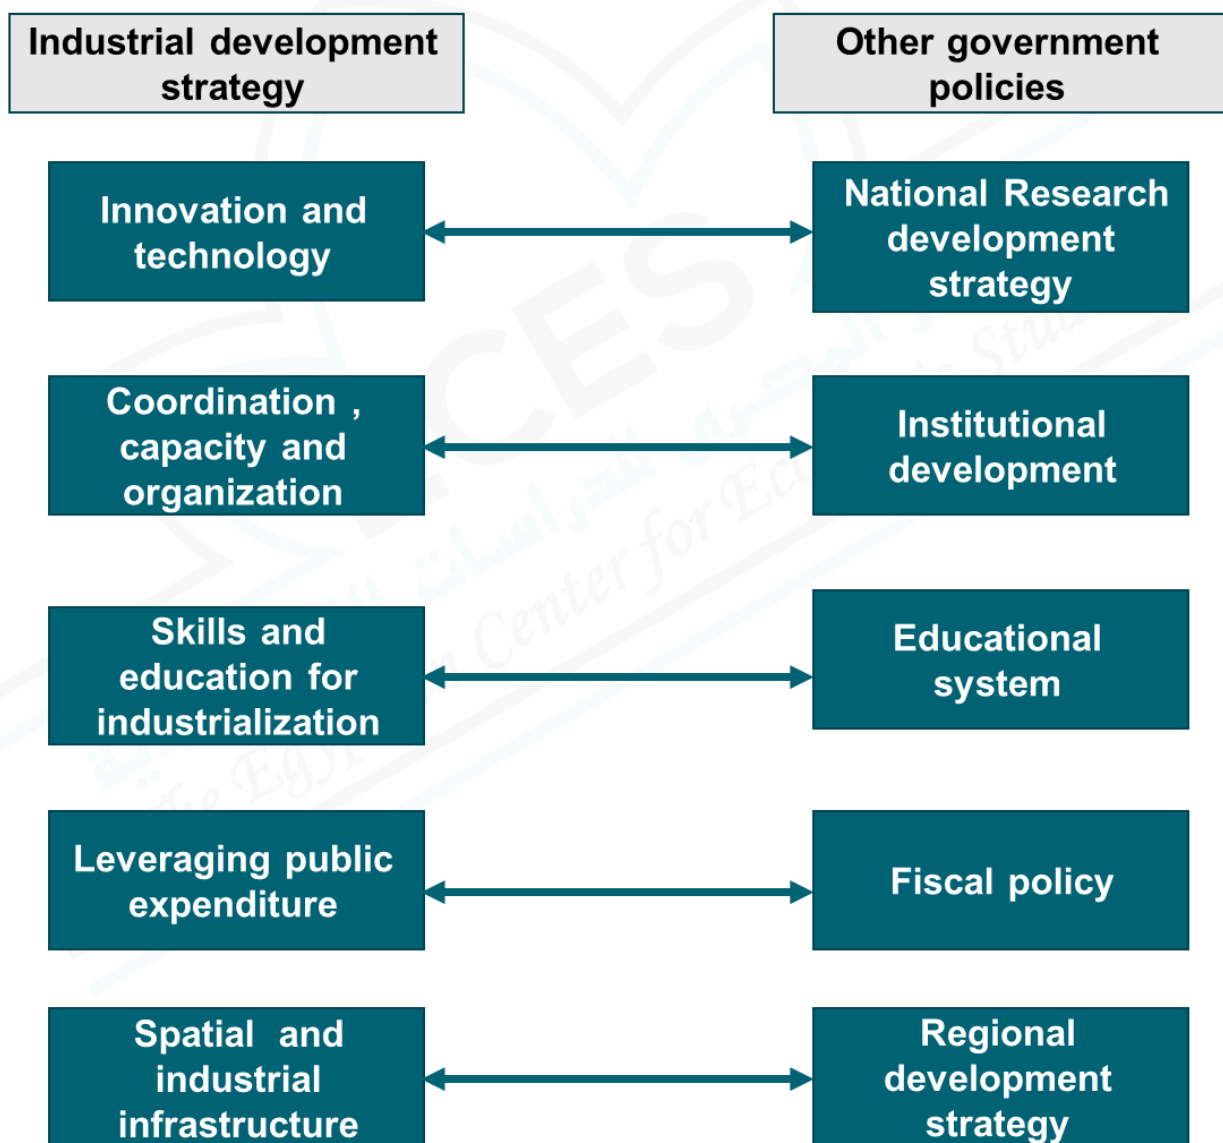 Industrial development
strategy
Other government
policies
Innovation and
technology
National Research
development
strategy
Coordination ,
capacity and
organization
Institutional
development
Skills and
education for
industrialization
Educational
system
Leveraging public
expenditure
Fiscal policy
Spatial and
industrial
infrastructure
Regional
development
strategy
ECES